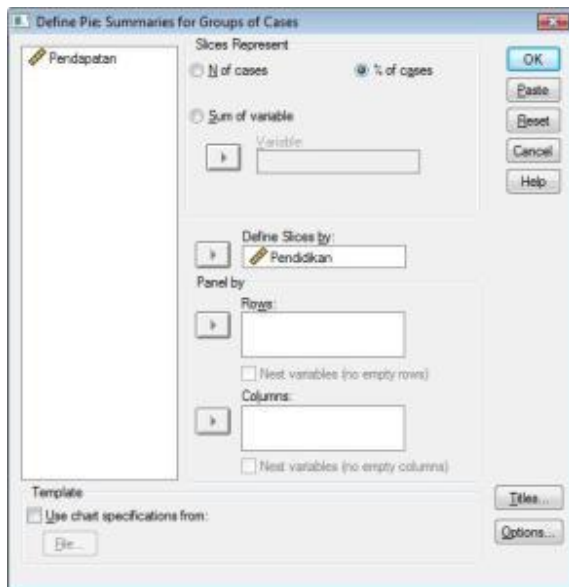 Define Pie: Summaries for Groups of Cases
Pendapatan
Slices Represent
N of cases
% of cases
Sum of variable
Variable:
OK
Paste
Reset
Cancel
Help
Define Slices by:
Pendidikan
Panel by
Rows:
Nest variables (no empty rows)
Columns:
Nest variables (no empty columns)
Template
Use chart specifications from:
File...
Titles...
Options...